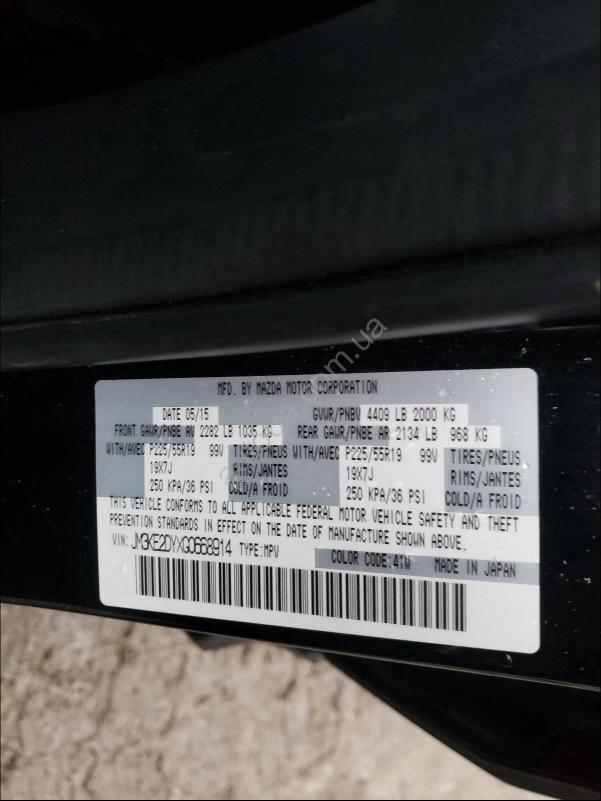 MFD. BY MAZDA MOTOR CORPORATION
DATE 05/15 GVWR/PNBV 4409 LB 2000 KG
FRONT GAWR/PNBE AV 2282 LB 1035 KG REAR GAWR/PNBE AR 2134 LB 968 KG
WITH/AVEC P225/55R19 99V TIRES/PNEUS WITH/AVEC P225/55R19 99V TIRES/PNEUS
19X7J RIMS/JANTES 19X7J RIMS/JANTES
250 KPA/36 PSI COLD/A FROID 250 KPA/36 PSI COLD/A FROID
THIS VEHICLE CONFORMS TO ALL APPLICABLE FEDERAL MOTOR VEHICLE SAFETY AND THEFT
PREVENTION STANDARDS IN EFFECT ON THE DATE OF MANUFACTURE SHOWN ABOVE.
VIN: JM3KE2DYXG0668914 TYPE:MPV COLOR CODE:41W MADE IN JAPAN